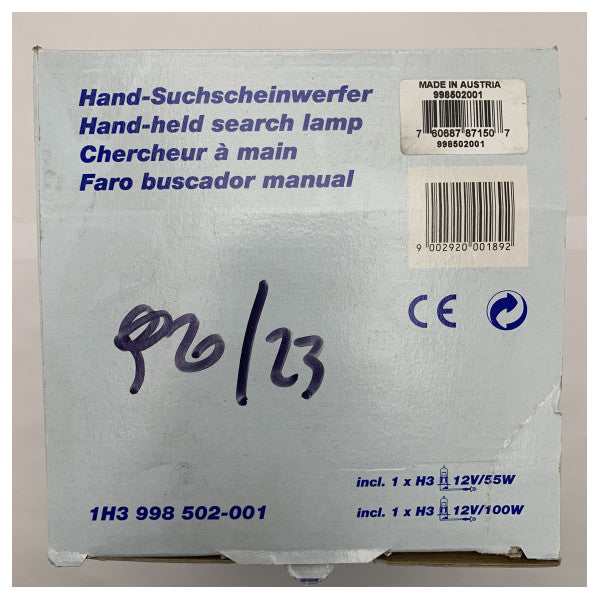 Hand-Suchscheinwerfer
Hand-held search lamp
Chercheur à main
Faro buscador manual
MADE IN AUSTRIA
998502001
7 60687 87150 7
998502001
9 002920 001892
CE
/23
incl. 1 x H3 12V/55W
1H3 998 502-001
incl. 1 x H3 12V/100W